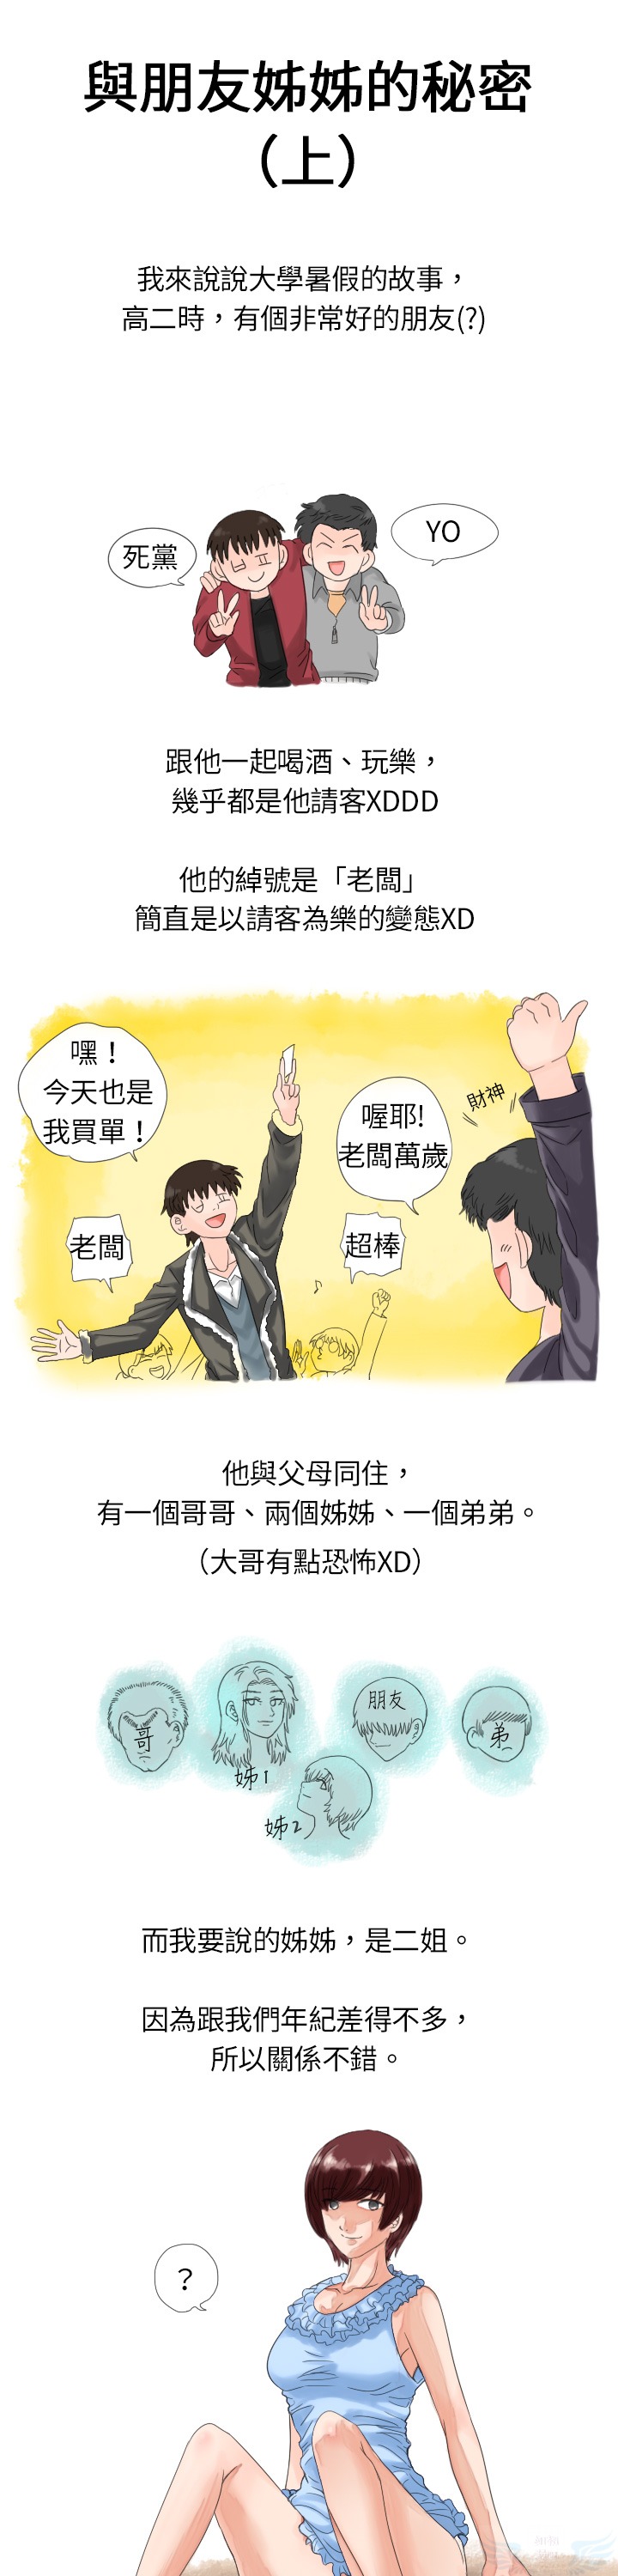 與朋友姊姊的秘密
（上）
我來說說大學暑假的故事，
高二時，有個非常好的朋友(?)
死黨
YO
跟他一起喝酒、玩樂，
幾乎都是他請客XDDD
他的綽號是「老闆」
簡直是以請客為樂的變態XD
嘿！
今天也是
我買單！
喔耶!
老闆萬歲
財神
老闆
超棒
他與父母同住，
有一個哥哥、兩個姊姊、一個弟弟。
（大哥有點恐怖XD）
哥
姊1
朋友
弟
姊2
而我要說的姊姊，是二姐。
因為跟我們年紀差得不多，
所以關係不錯。
？